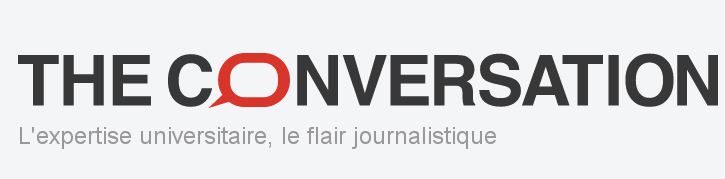 THE CONVERSATION
L'expertise universitaire, le flair journalistique